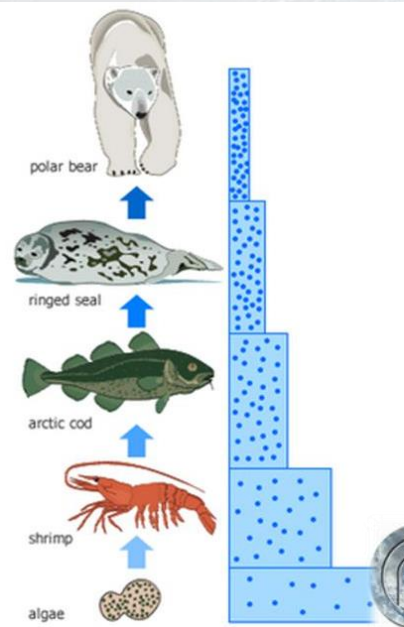 polar bear
ringed seal
arctic cod
shrimp
algae